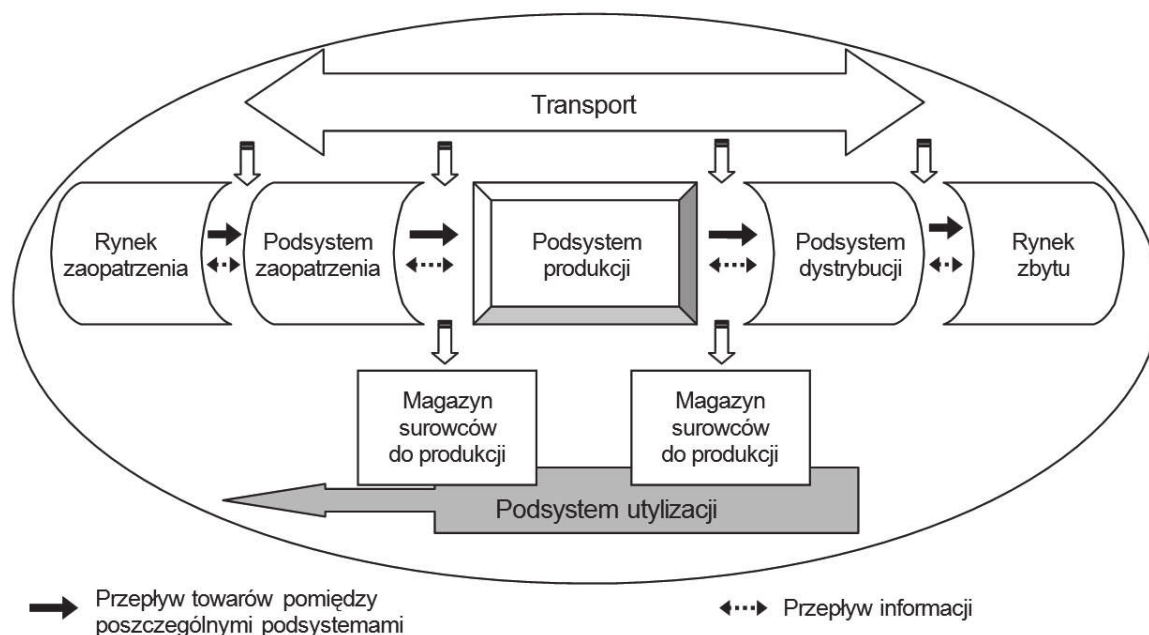 Transport
Rynek
zaopatrzenia
Podsystem
zaopatrzenia
Podsystem
produkcji
Podsystem
dystrybucji
Rynek
zbytu
Magazyn
surowców
do produkcji
Magazyn
surowców
do produkcji
Podsystem utylizacji
Przepływ towarów pomiędzy
poszczególnymi podsystemami
Przepływ informacji